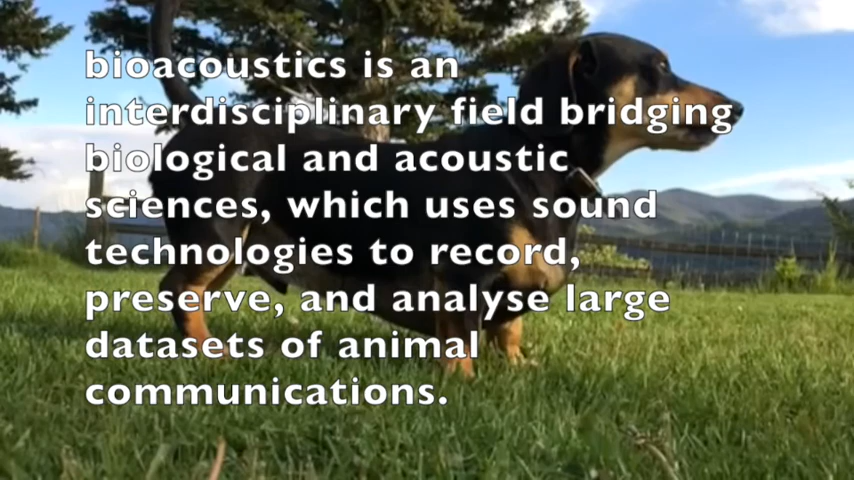 bioacoustics is an
interdisciplinary field bridging
biological and acoustic
sciences, which uses sound
technologies to record,
preserve, and analyse large
datasets of animal
communications.